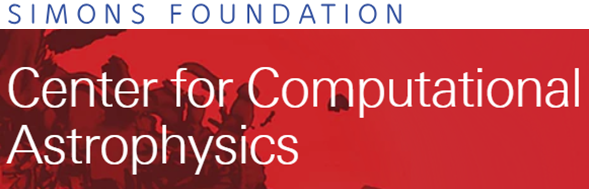 SIMONS FOUNDATION
Center for Computational
Astrophysics